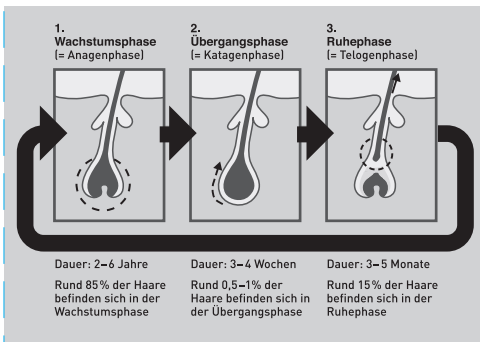 1.
Wachstumsphase
(= Anagenphase)
2.
Übergangsphase
(= Katagenphase)
3.
Ruhephase
(= Telogenphase)
Dauer: 2–6 Jahre
Rund 85% der Haare
befinden sich in der
Wachstumsphase
Dauer: 3–4 Wochen
Rund 0,5–1% der
Haare befinden sich in
der Übergangsphase
Dauer: 3–5 Monate
Rund 15% der Haare
befinden sich in der
Ruhephase